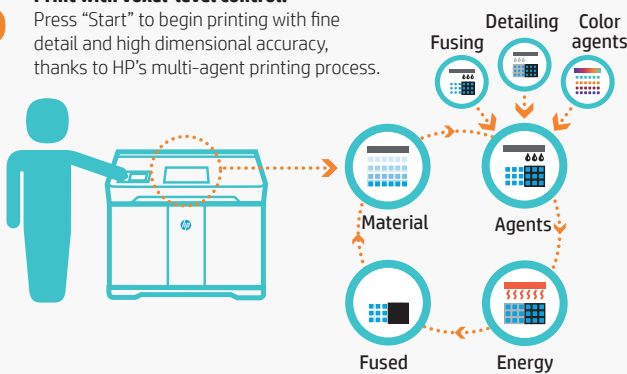 Press “Start” to begin printing with fine
detail and high dimensional accuracy,
thanks to HP’s multi-agent printing process.
Detailing
Fusing
Color
agents
Material
Agents
Fused
Energy
hp